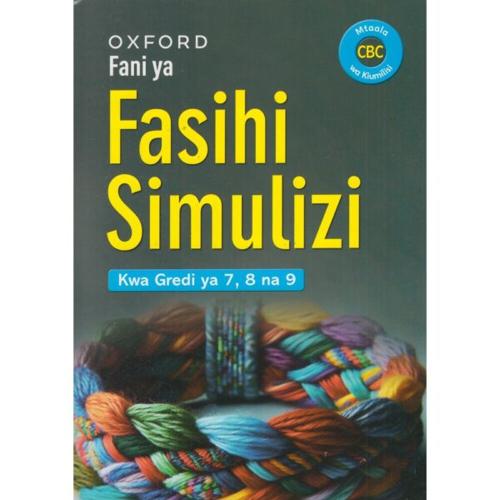 OXFORD
Fani ya
Fasihi
Simulizi
Kwa Gredi ya 7, 8 na 9
Mtaala
CBC
wa Kiumilisi